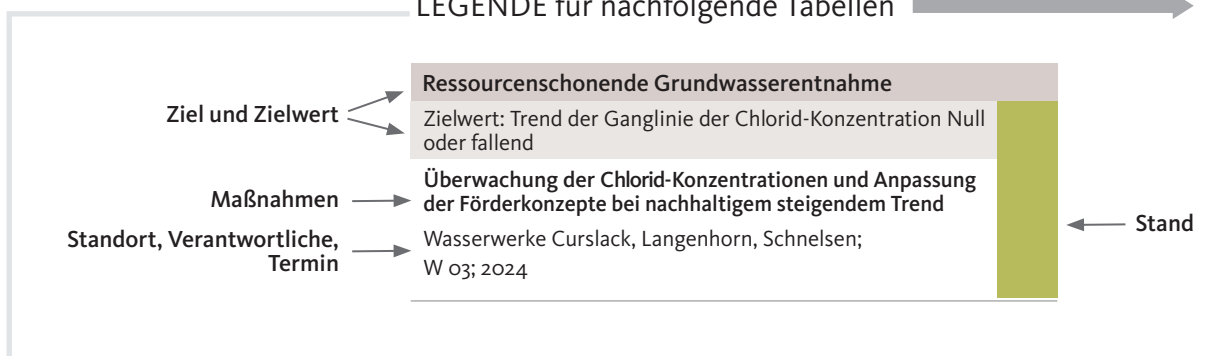 LEGENDE für nachfolgende Tabellen
Ressourcenschonende Grundwasserentnahme
Ziel und Zielwert
Zielwert: Trend der Ganglinie der Chlorid-Konzentration Null
oder fallend
Maßnahmen
Überwachung der Chlorid-Konzentrationen und Anpassung
der Förderkonzepte bei nachhaltigem steigendem Trend
Stand
Standort, Verantwortliche,
Termin
Wasserwerke Curslack, Langenhorn, Schnelsen;
W 03; 2024